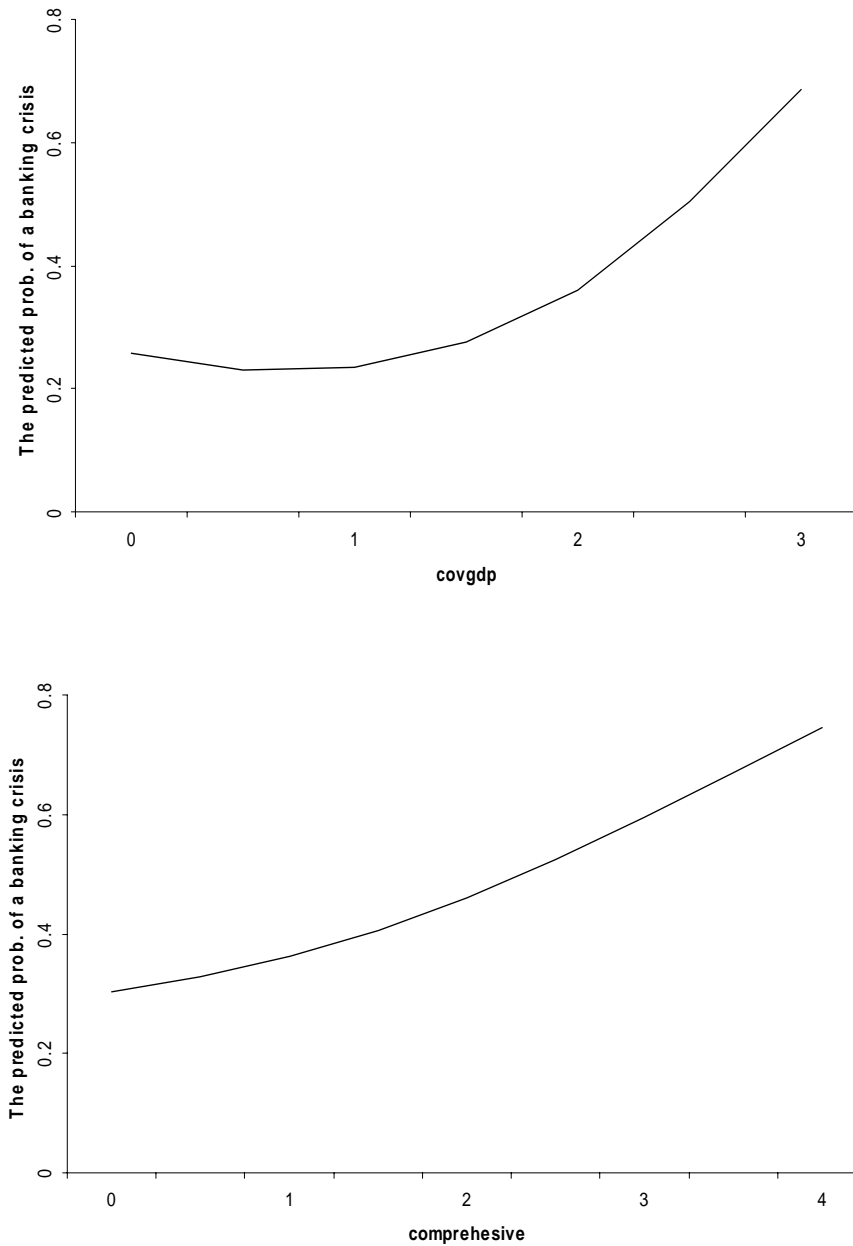 The predicted prob. of a banking crisis
0.8
0.6
0.4
0.2
0
0 1 2 3
covgdp
The predicted prob. of a banking crisis
0.8
0.6
0.4
0.2
0
0 1 2 3 4
comprehesive